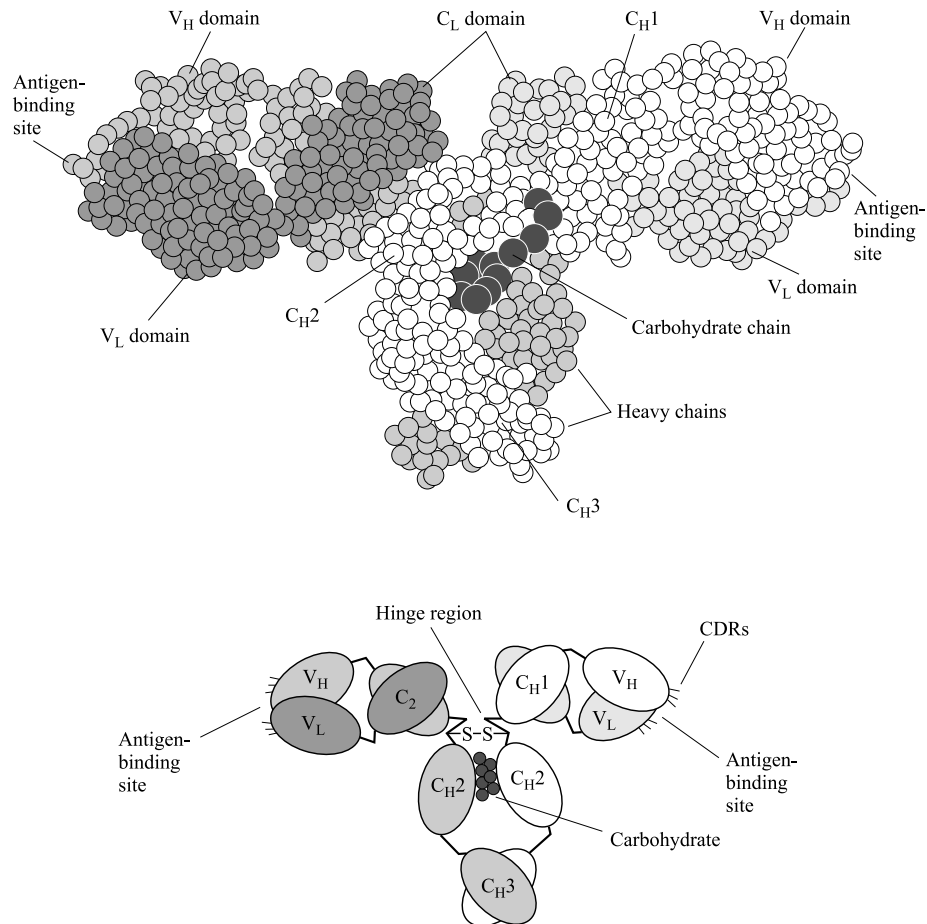 V_H domain
C_L domain
C_H1
V_H domain
Antigen-
binding
site
Antigen-
binding
site
V_L domain
C_H2
Carbohydrate chain
V_L domain
Heavy chains
C_H3
Hinge region
CDRs
V_H
C_H1
V_H
C_2
V_L
V_L
S–S
Antigen-
binding
site
Antigen-
binding
site
C_H2
C_H2
Carbohydrate
C_H3